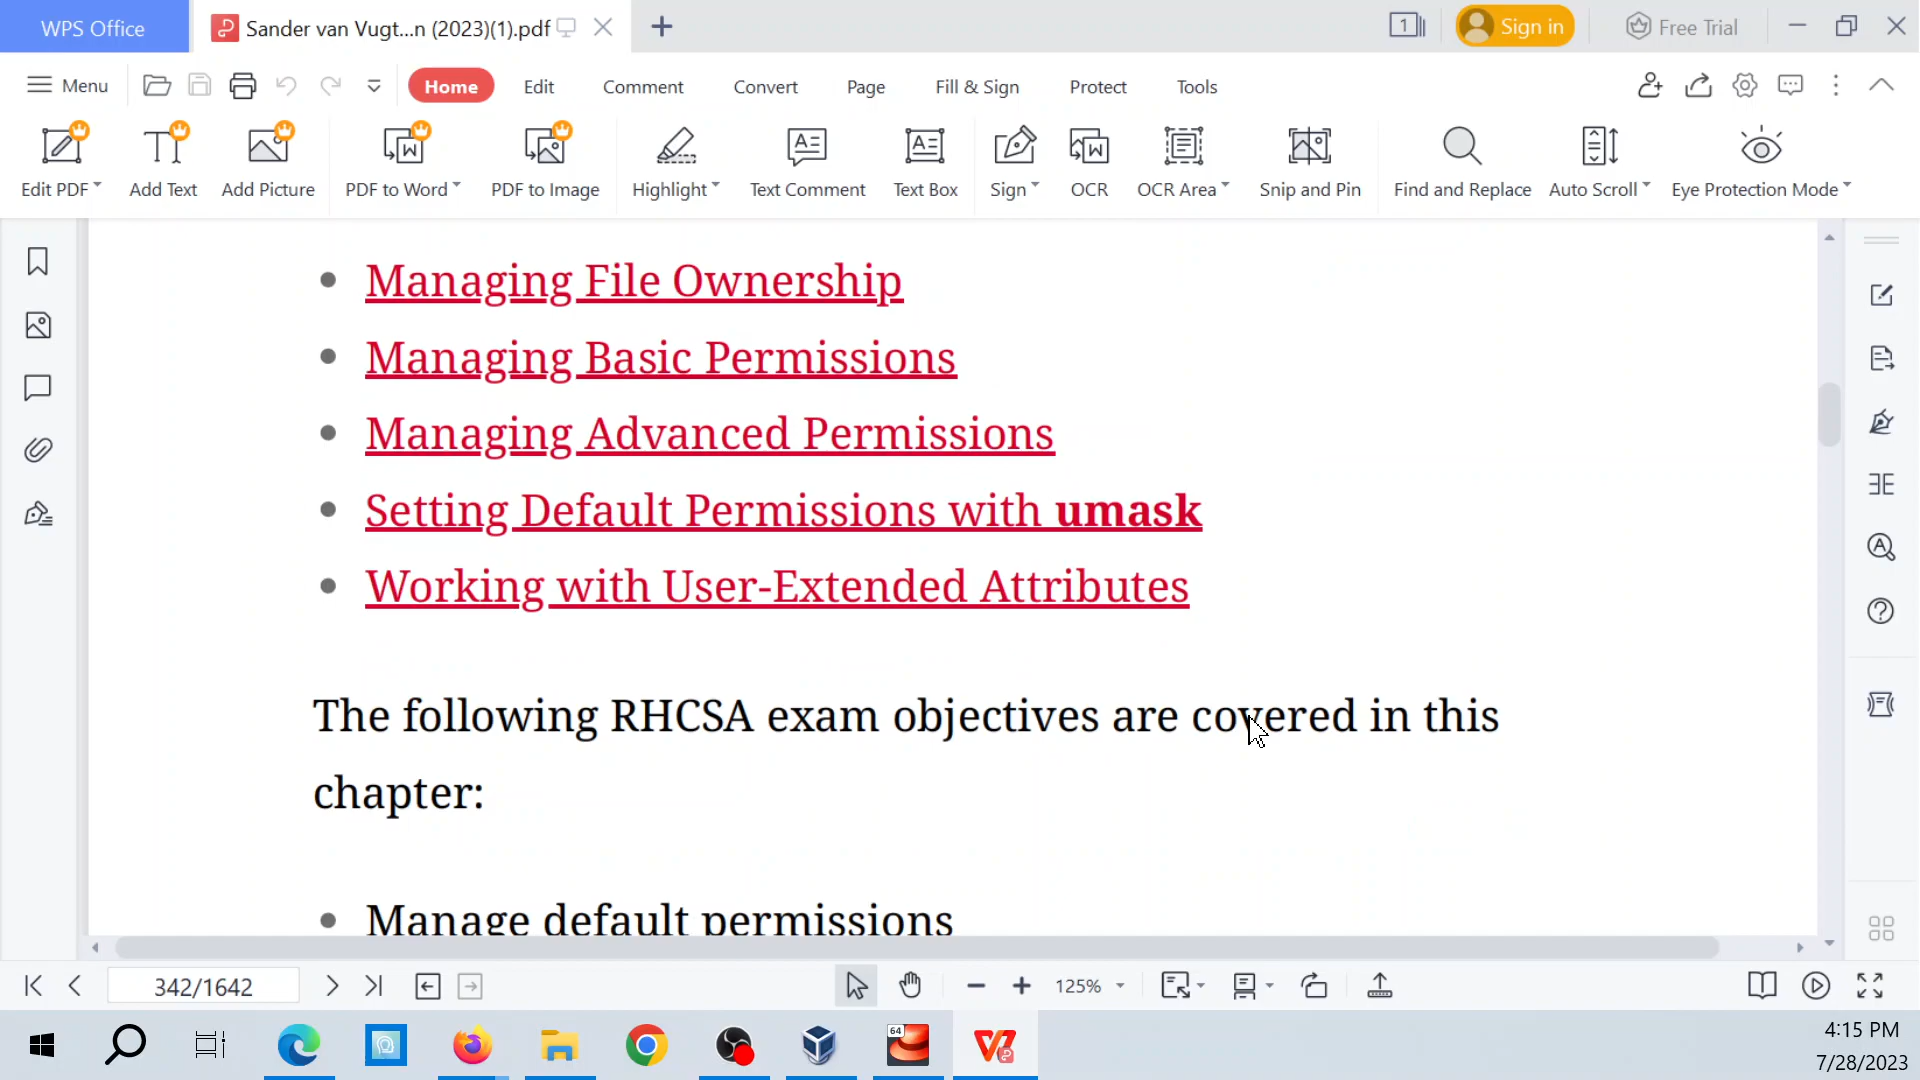 WPS Office
Sander van Vugt...n (2023)(1).pdf
1
Sign in
Free Trial
Menu
Home
Edit
Comment
Convert
Page
Fill & Sign
Protect
Tools
Edit PDF
Add Text
Add Picture
PDF to Word
PDF to Image
Highlight
Text Comment
Text Box
Sign
OCR
OCR Area
Snip and Pin
Find and Replace
Auto Scroll
Eye Protection Mode
• Managing File Ownership
• Managing Basic Permissions
• Managing Advanced Permissions
• Setting Default Permissions with umask
• Working with User-Extended Attributes
The following RHCSA exam objectives are covered in this
chapter:
• Manage default permissions
342/1642
125%
64
4:15 PM
7/28/2023